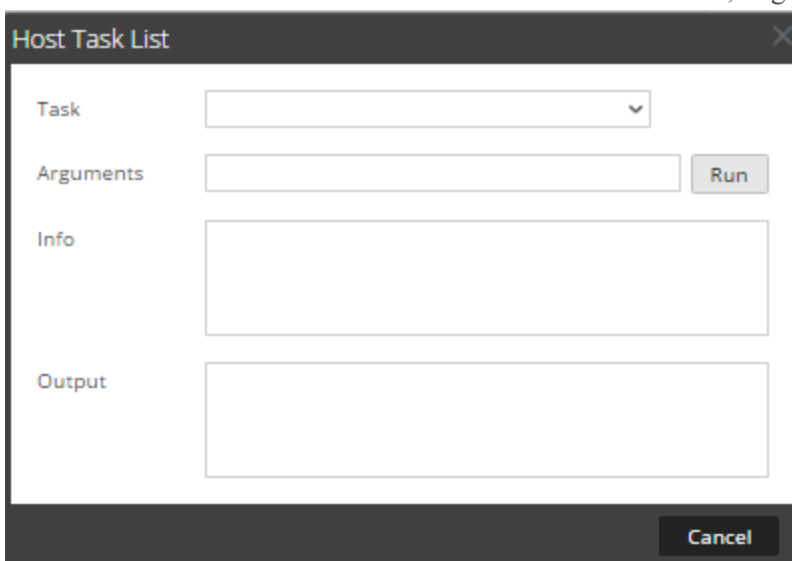 Host Task List
Task
Arguments
Run
Info
Output
Cancel